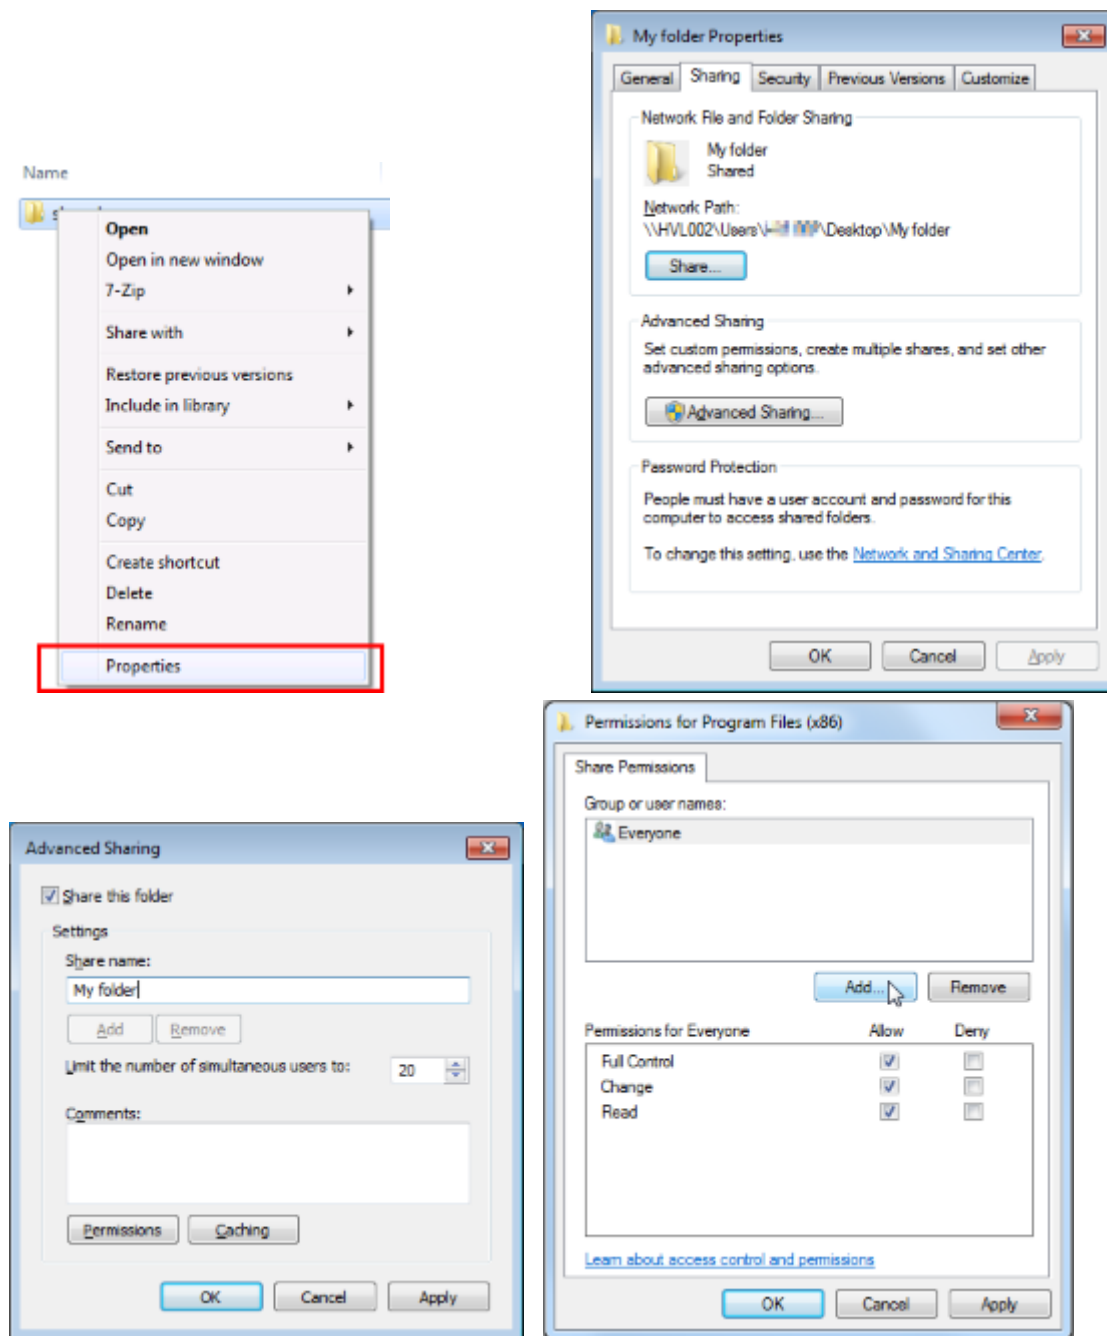 Name
Open
Open in new window
7-Zip
Share with
Restore previous versions
Include in library
Send to
Cut
Copy
Create shortcut
Delete
Rename
Properties
My folder Properties
General Sharing Security Previous Versions Customize
Network File and Folder Sharing
My folder
Shared
Network Path:
\\HVL002\Users\ \Desktop\My folder
Share...
Advanced Sharing
Set custom permissions, create multiple shares, and set other
advanced sharing options.
Advanced Sharing...
Password Protection
People must have a user account and password for this
computer to access shared folders.
To change this setting, use the Network and Sharing Center.
OK Cancel Apply
Advanced Sharing
Share this folder
Settings
Share name:
My folder
Add Remove
Limit the number of simultaneous users to: 20
Comments:
Permissions Caching
OK Cancel Apply
Permissions for Program Files (x86)
Share Permissions
Group or user names:
Everyone
Add... Remove
Permissions for Everyone Allow Deny
Full Control
Change
Read
Learn about access control and permissions
OK Cancel Apply